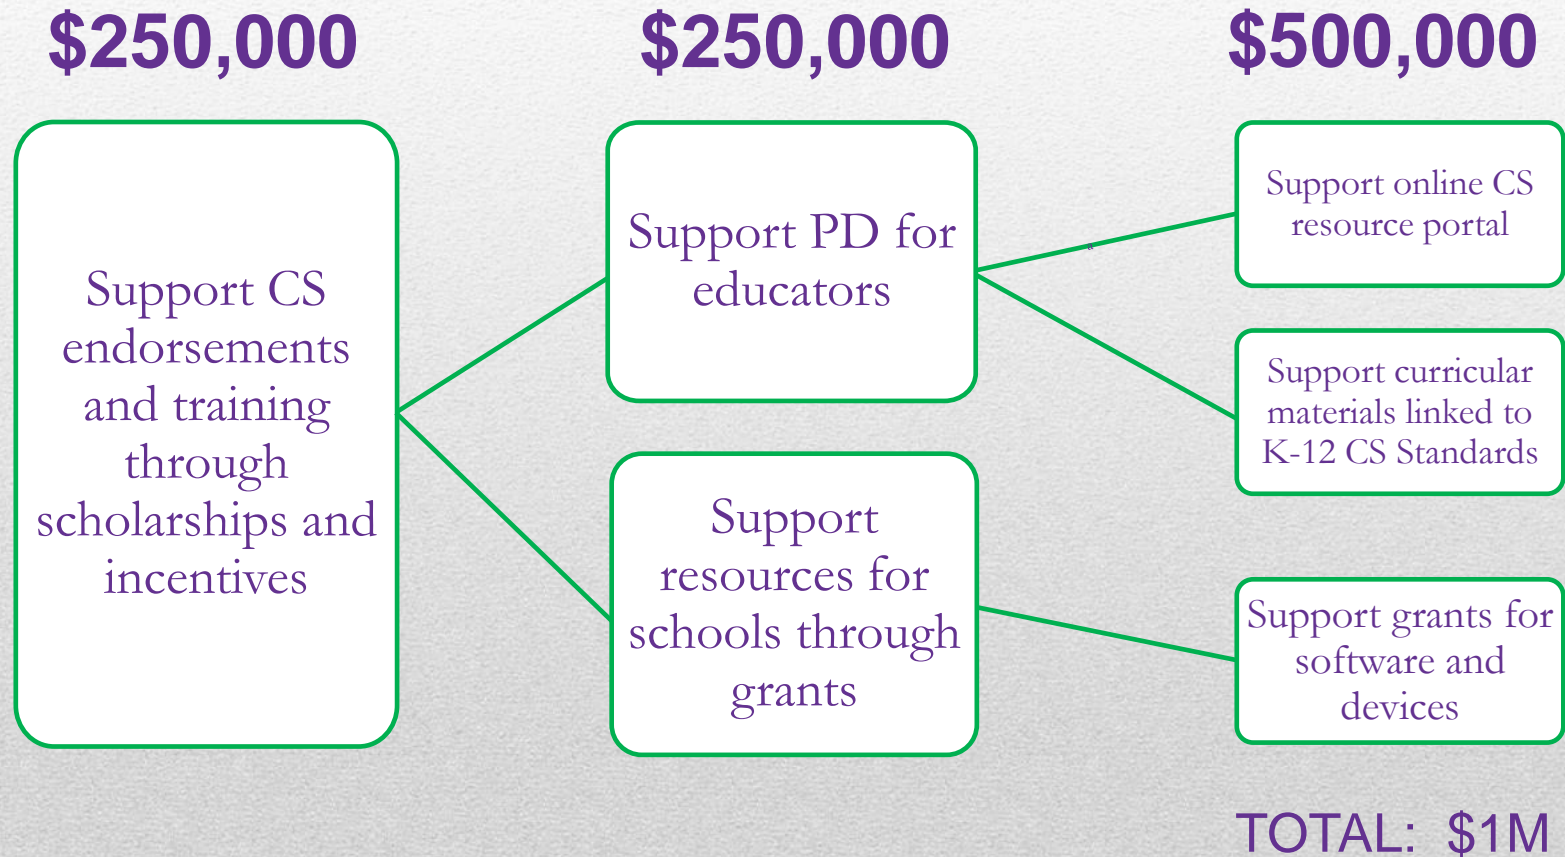 $250,000
$250,000
$500,000
Support CS
endorsements
and training
through
scholarships and
incentives
Support PD for
educators
Support
resources for
schools through
grants
a
Support online CS
resource portal
Support curricular
materials linked to
K-12 CS Standards
Support grants for
software and
devices
TOTAL: $1M